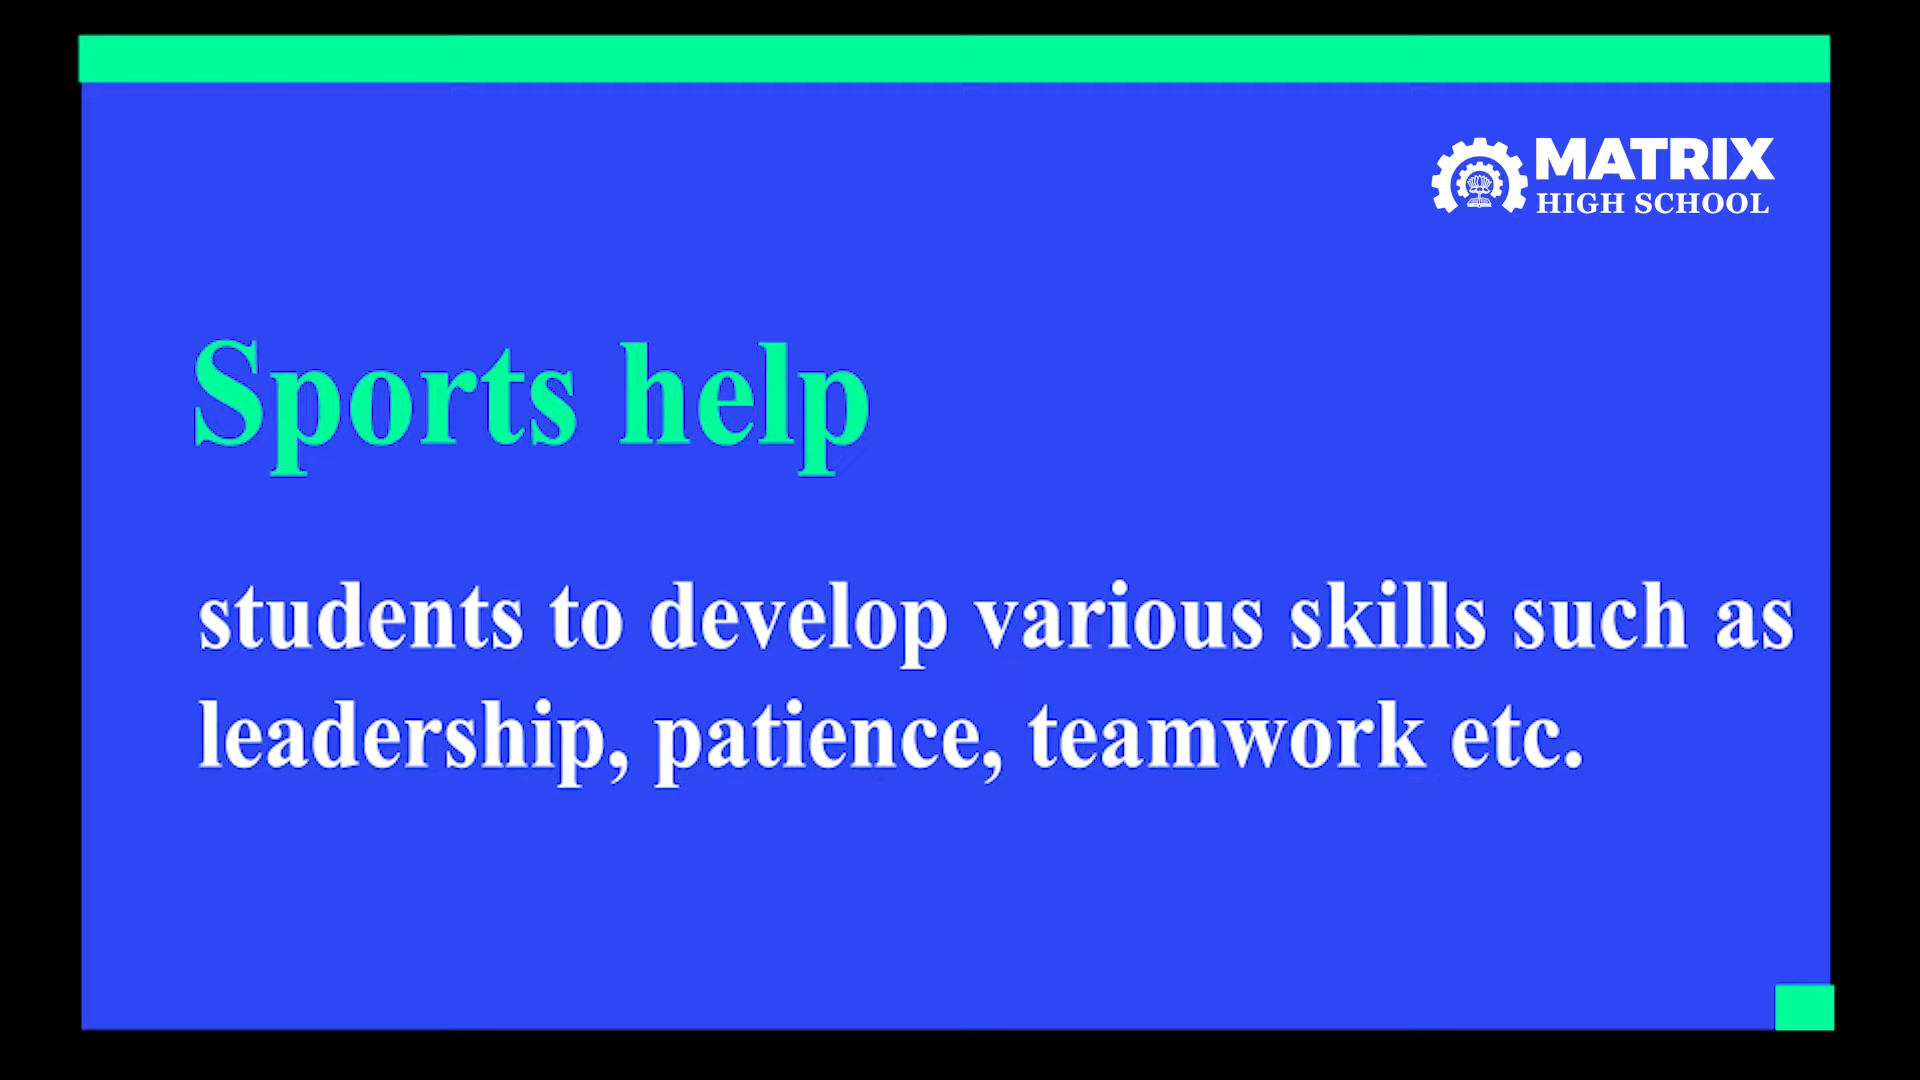 MATRIX
HIGH SCHOOL
Sports help
students to develop various skills such as
leadership, patience, teamwork etc.